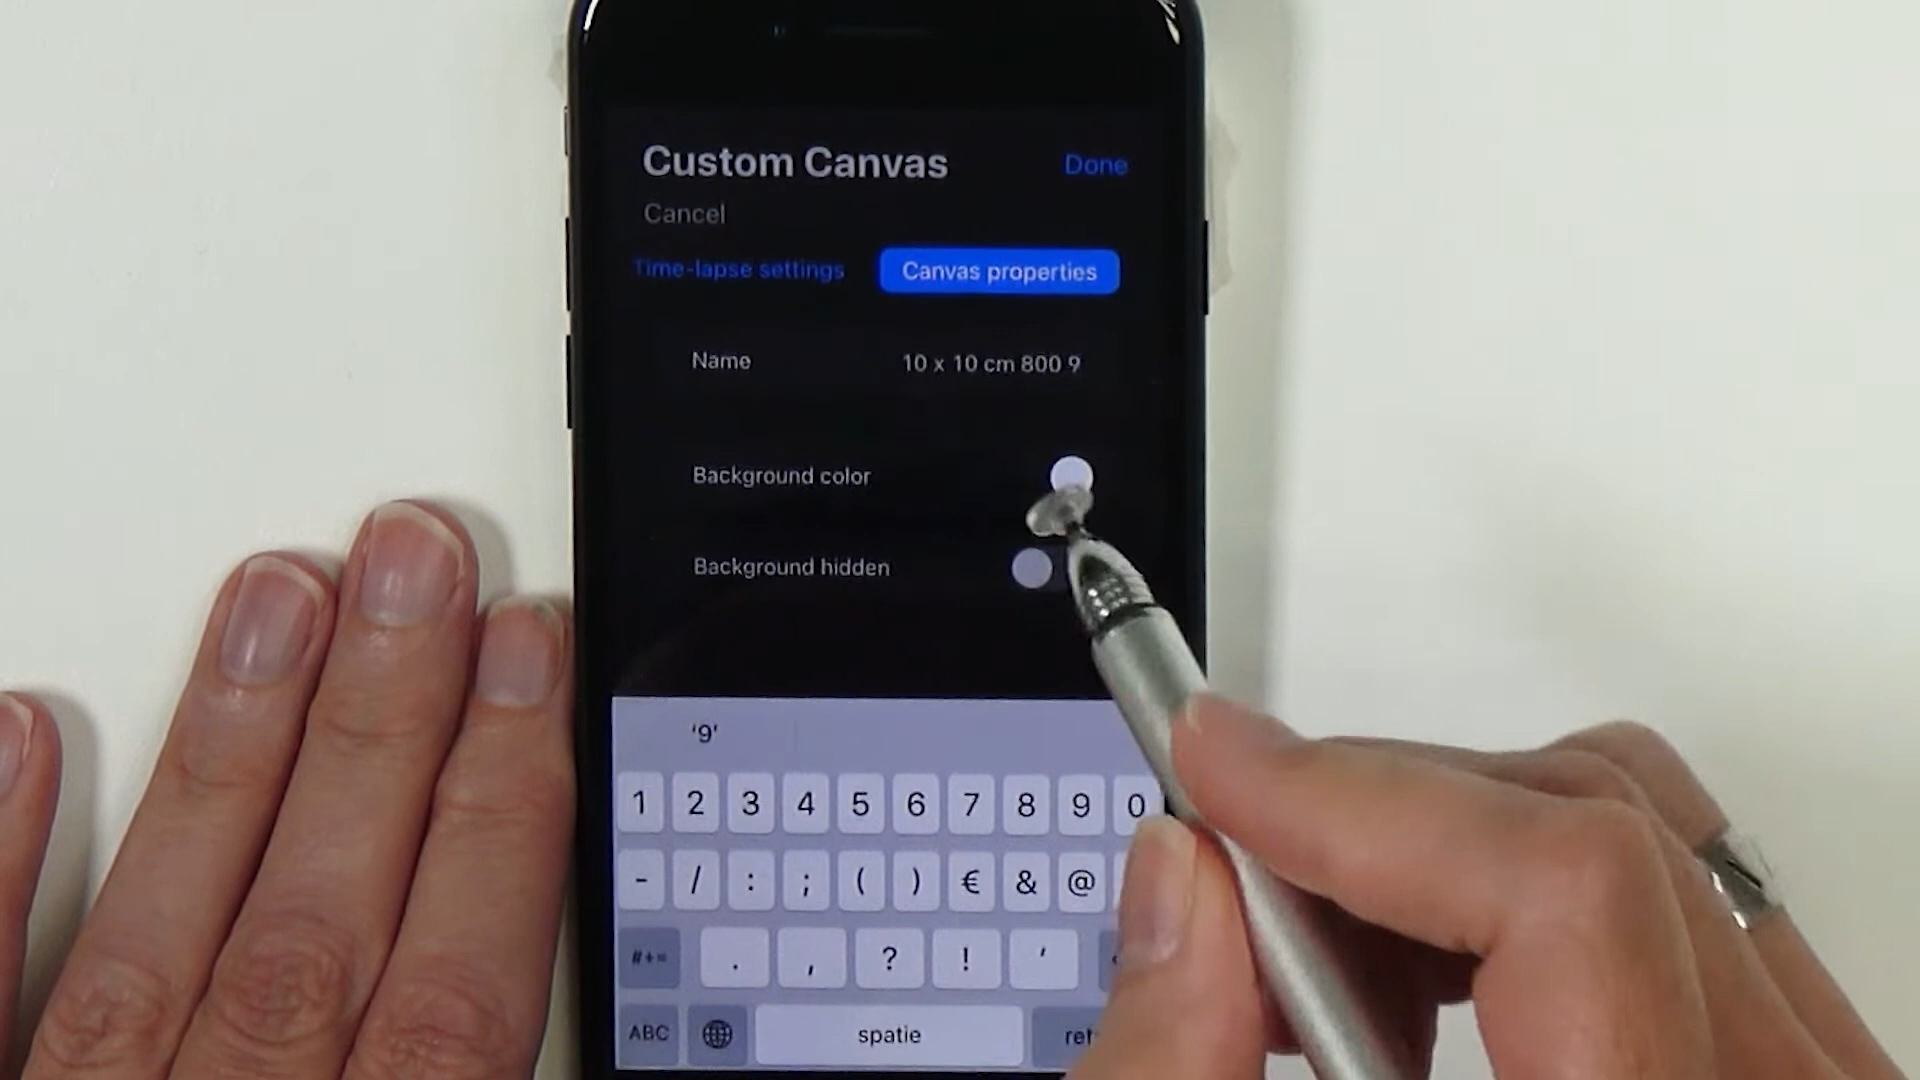 Custom Canvas Done
Cancel
Time-lapse settings Canvas properties
Name 10 x 10 cm 800 9
Background color
Background hidden
‘9’
1 2 3 4 5 6 7 8 9 0
- / : ; ( ) € & @
#+= . , ? ! ’
ABC spatie